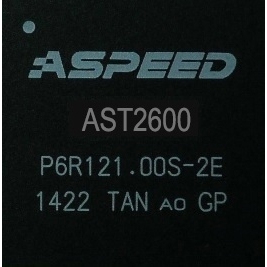 ASPEED
AST2600
P6R121.00S-2E
1422 TAN A0 GP